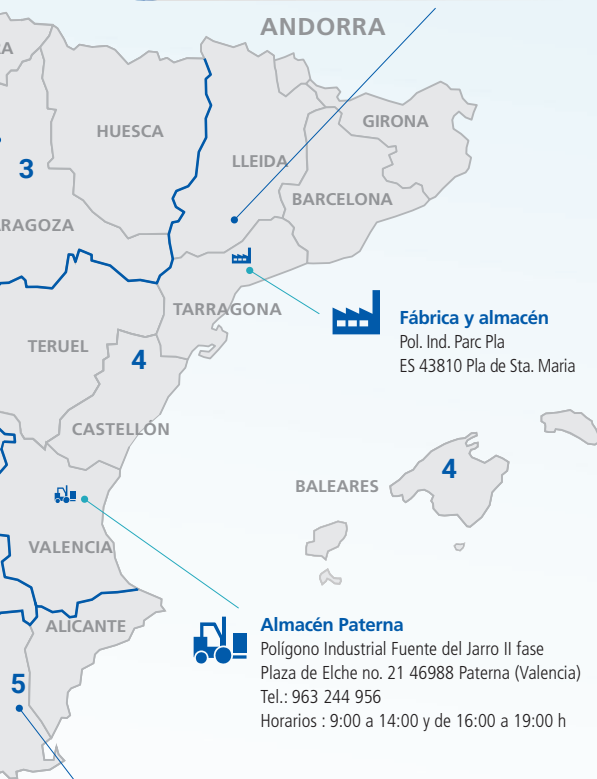 ANDORRA
RA
HUESCA
GIRONA
LLEIDA
3
BARCELONA
RAGOZA
TARRAGONA
Fábrica y almacén
Pol. Ind. Parc Pla
ES 43810 Pla de Sta. Maria
TERUEL
4
CASTELLÓN
4
BALEARES
VALENCIA
ALICANTE
Almacén Paterna
Polígono Industrial Fuente del Jarro II fase
Plaza de Elche no. 21 46988 Paterna (Valencia)
Tel.: 963 244 956
Horarios : 9:00 a 14:00 y de 16:00 a 19:00 h
5